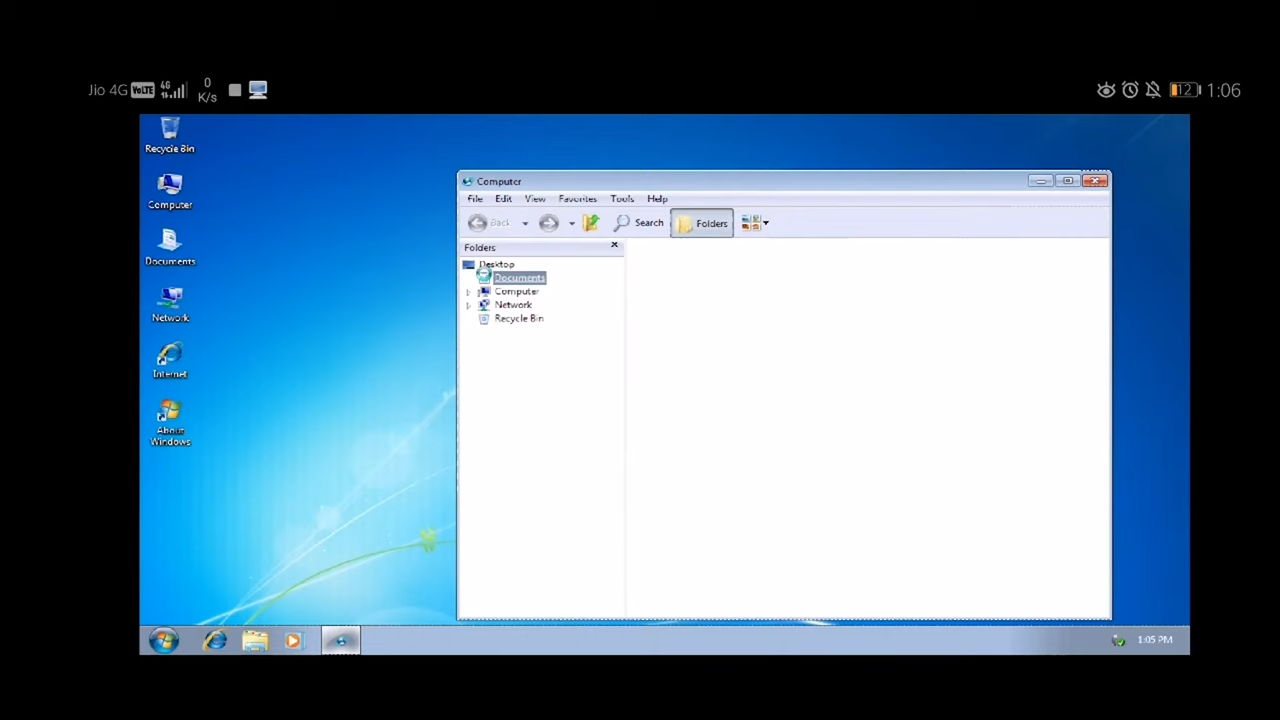 Jio 4G VoLTE 4G 0 K/s 12 1:06
Recycle Bin
Computer
Documents
Network
Internet
About
Windows
Computer
File Edit View Favorites Tools Help
Back Search Folders
Folders
Desktop
Documents
Computer
Network
Recycle Bin
1:05 PM